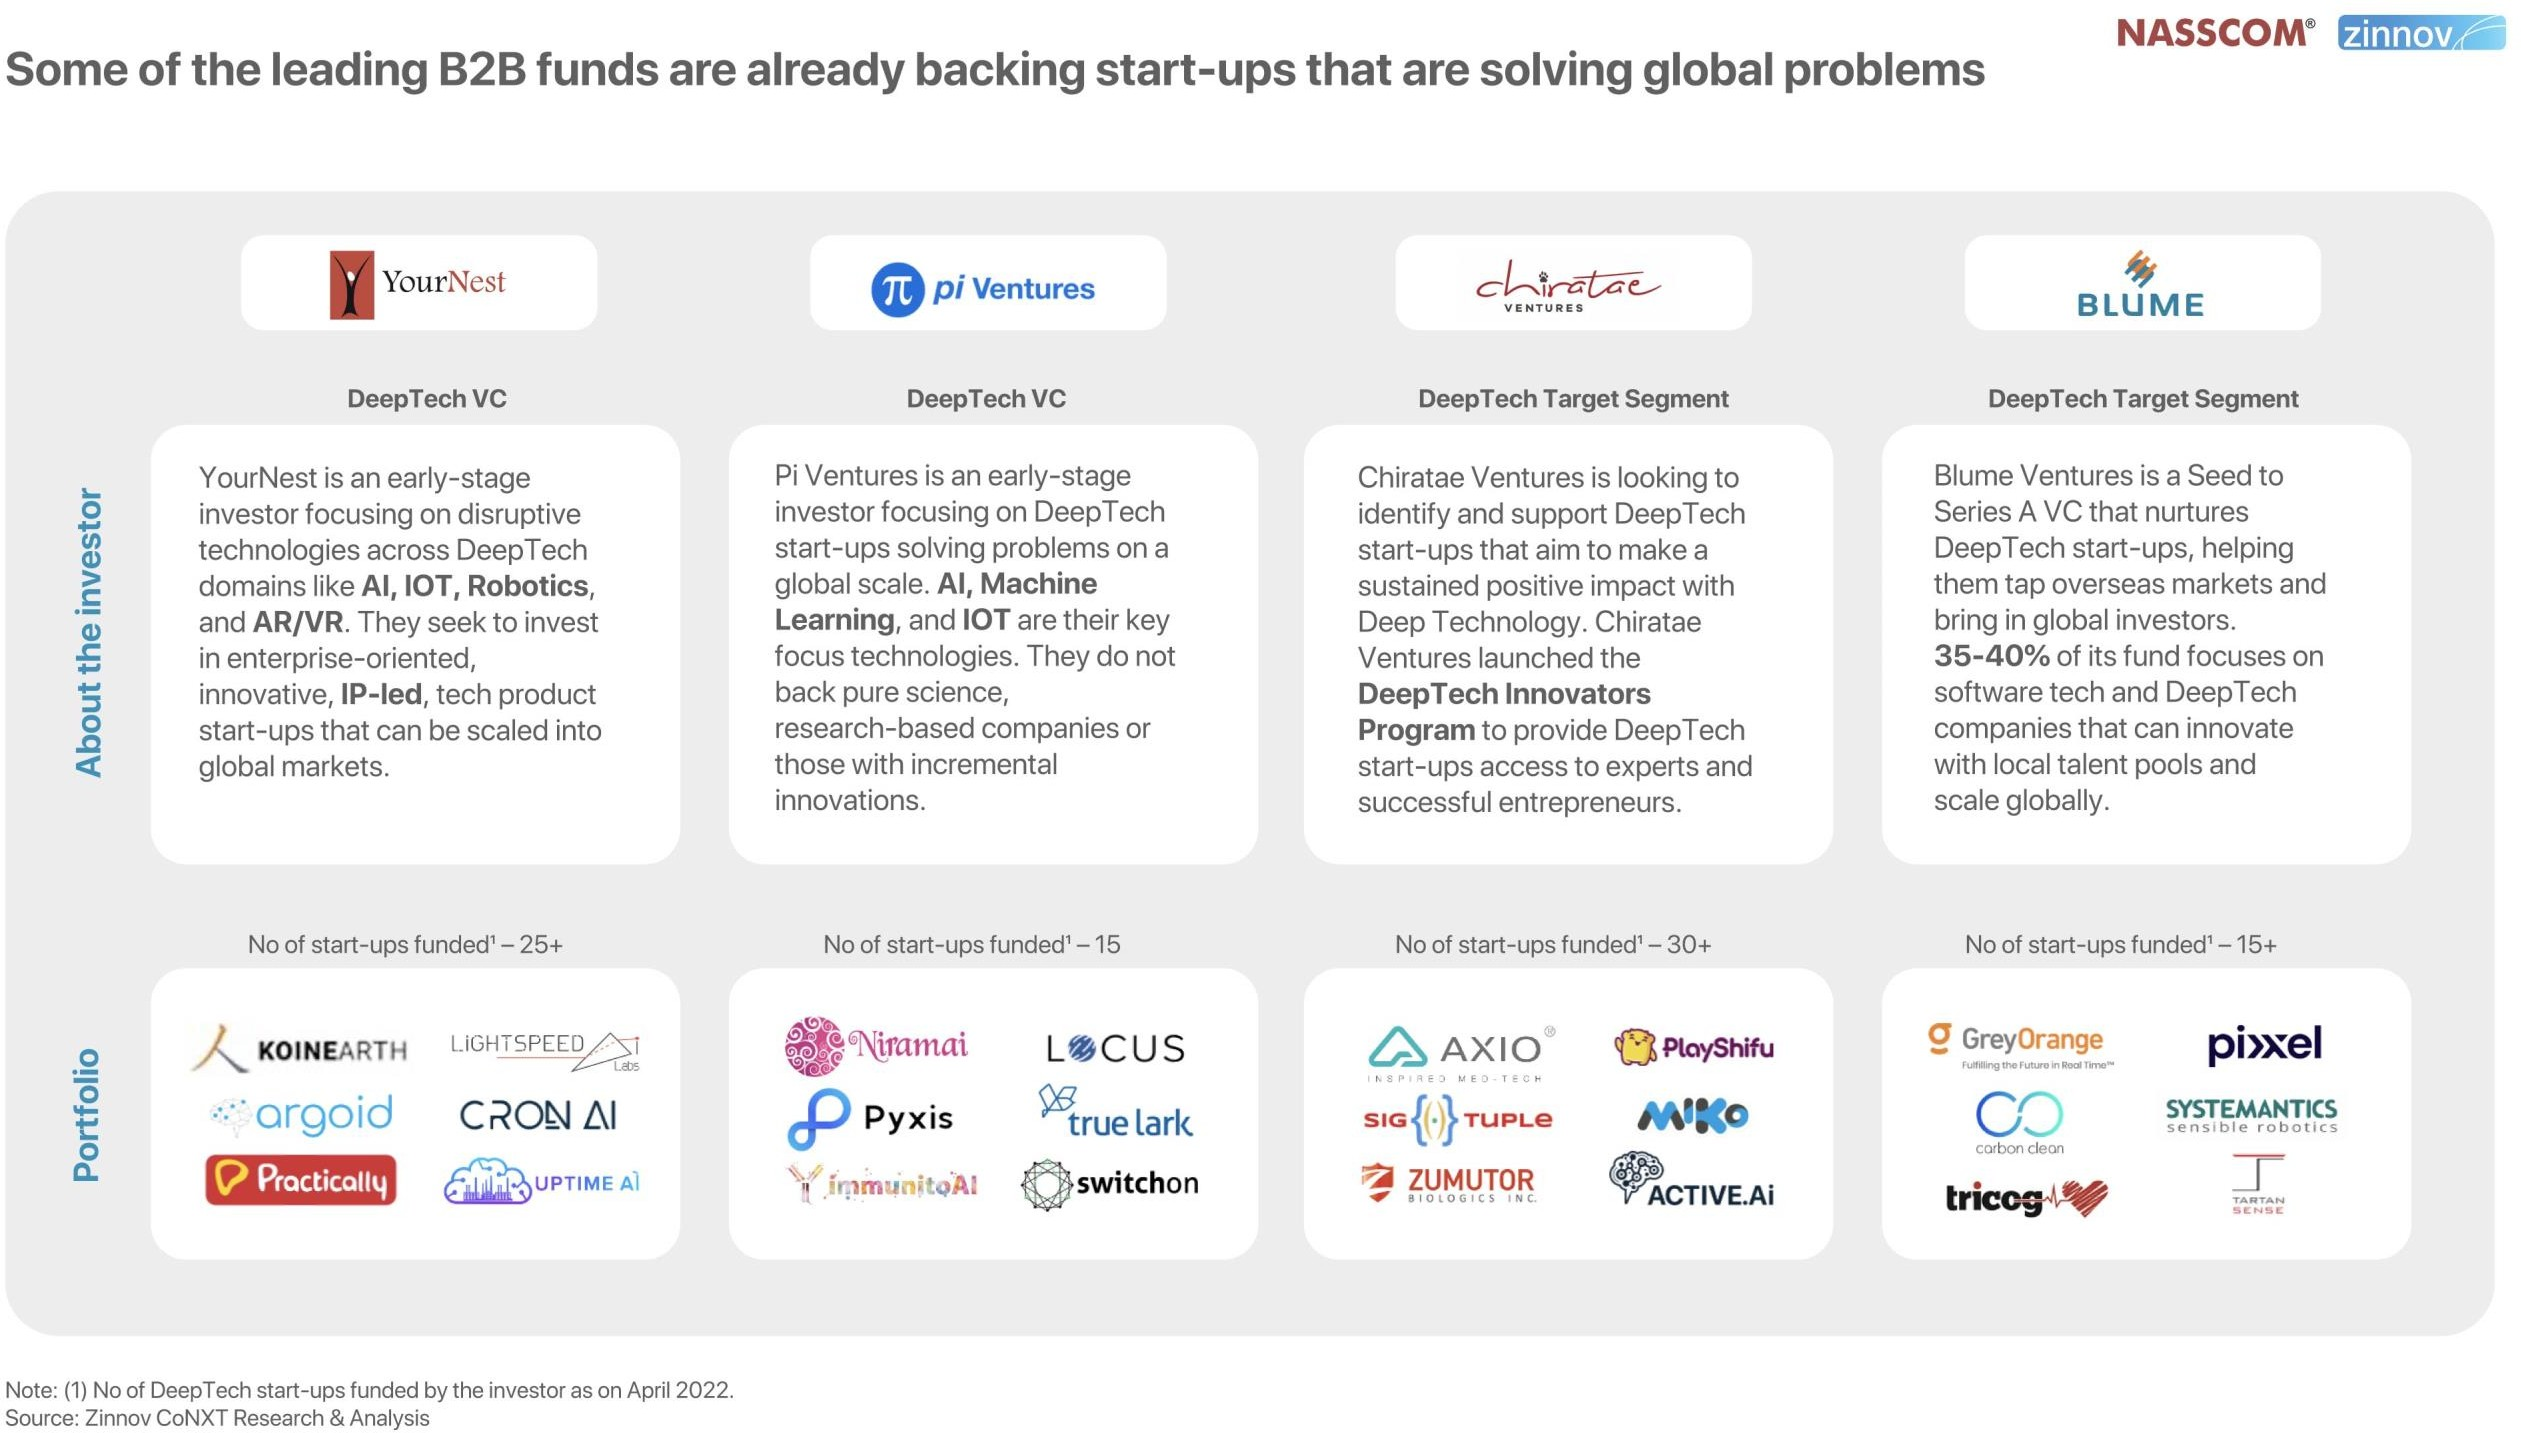 NASSCOM® zinnov
Some of the leading B2B funds are already backing start-ups that are solving global problems
YourNest
pi Ventures
chiratae
VENTURES
BLUME
DeepTech VC
DeepTech VC
DeepTech Target Segment
DeepTech Target Segment
About the investor
YourNest is an early-stage
investor focusing on disruptive
technologies across DeepTech
domains like AI, IOT, Robotics,
and AR/VR. They seek to invest
in enterprise-oriented,
innovative, IP-led, tech product
start-ups that can be scaled into
global markets.
Pi Ventures is an early-stage
investor focusing on DeepTech
start-ups solving problems on a
global scale. AI, Machine
Learning, and IOT are their key
focus technologies. They do not
back pure science,
research-based companies or
those with incremental
innovations.
Chiratae Ventures is looking to
identify and support DeepTech
start-ups that aim to make a
sustained positive impact with
Deep Technology. Chiratae
Ventures launched the
DeepTech Innovators
Program to provide DeepTech
start-ups access to experts and
successful entrepreneurs.
Blume Ventures is a Seed to
Series A VC that nurtures
DeepTech start-ups, helping
them tap overseas markets and
bring in global investors.
35-40% of its fund focuses on
software tech and DeepTech
companies that can innovate
with local talent pools and
scale globally.
No of start-ups funded¹ – 25+
No of start-ups funded¹ – 15
No of start-ups funded¹ – 30+
No of start-ups funded¹ – 15+
Portfolio
KOINEARTH
LiGHTSPEED
Labs
argoid
CRON AI
Practically
UPTIME AI
Niramai
LOCUS
Pyxis
true lark
immunitoAI
switchon
AXIO®
INSPIRED MED-TECH
PlayShifu
SIG{·}TUPLE
MIKO
ZUMUTOR
BIOLOGICS INC.
ACTIVE.Ai
GreyOrange
Fulfilling the Future in Real Time™
pixxel
carbon clean
SYSTEMANTICS
sensible robotics
tricog
TARTAN
SENSE
Note: (1) No of DeepTech start-ups funded by the investor as on April 2022.
Source: Zinnov CoNXT Research & Analysis